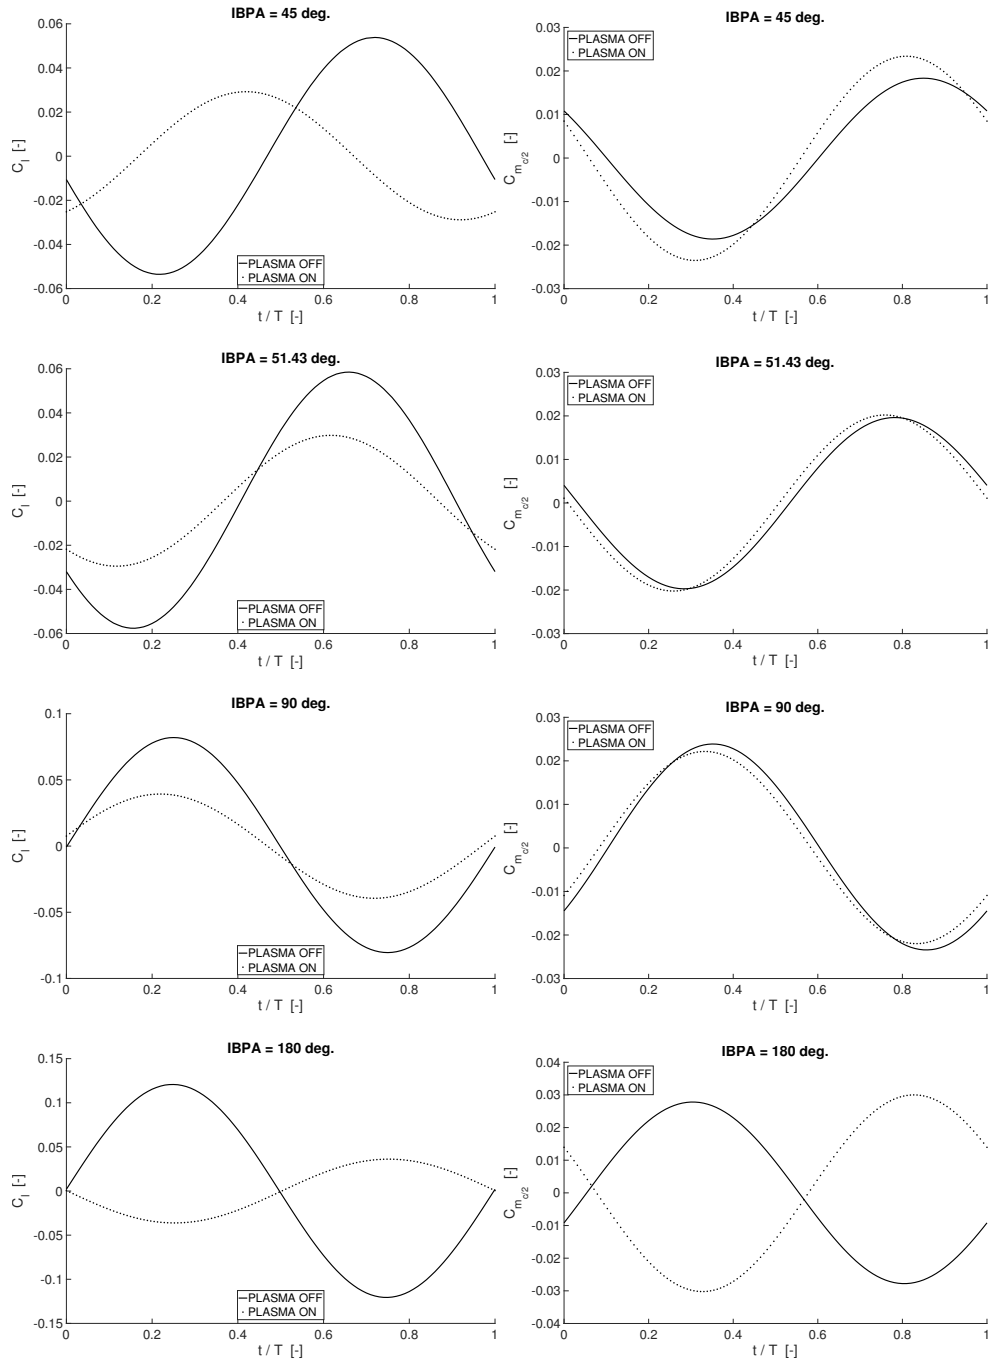 IBPA = 45 deg.
0.06
0.04
0.02
0
-0.02
-0.04
-0.06
C_l [-]
PLASMA OFF
PLASMA ON
0 0.2 0.4 0.6 0.8 1
t / T [-]
IBPA = 45 deg.
0.03
0.02
0.01
0
-0.01
-0.02
-0.03
C_m_c/2 [-]
PLASMA OFF
PLASMA ON
0 0.2 0.4 0.6 0.8 1
t / T [-]
IBPA = 51.43 deg.
0.06
0.04
0.02
0
-0.02
-0.04
-0.06
C_l [-]
PLASMA OFF
PLASMA ON
0 0.2 0.4 0.6 0.8 1
t / T [-]
IBPA = 51.43 deg.
0.03
0.02
0.01
0
-0.01
-0.02
-0.03
C_m_c/2 [-]
PLASMA OFF
PLASMA ON
0 0.2 0.4 0.6 0.8 1
t / T [-]
IBPA = 90 deg.
0.1
0.05
0
-0.05
-0.1
C_l [-]
PLASMA OFF
PLASMA ON
0 0.2 0.4 0.6 0.8 1
t / T [-]
IBPA = 90 deg.
0.03
0.02
0.01
0
-0.01
-0.02
-0.03
C_m_c/2 [-]
PLASMA OFF
PLASMA ON
0 0.2 0.4 0.6 0.8 1
t / T [-]
IBPA = 180 deg.
0.15
0.1
0.05
0
-0.05
-0.1
-0.15
C_l [-]
PLASMA OFF
PLASMA ON
0 0.2 0.4 0.6 0.8 1
t / T [-]
IBPA = 180 deg.
0.04
0.03
0.02
0.01
0
-0.01
-0.02
-0.03
-0.04
C_m_c/2 [-]
PLASMA OFF
PLASMA ON
0 0.2 0.4 0.6 0.8 1
t / T [-]